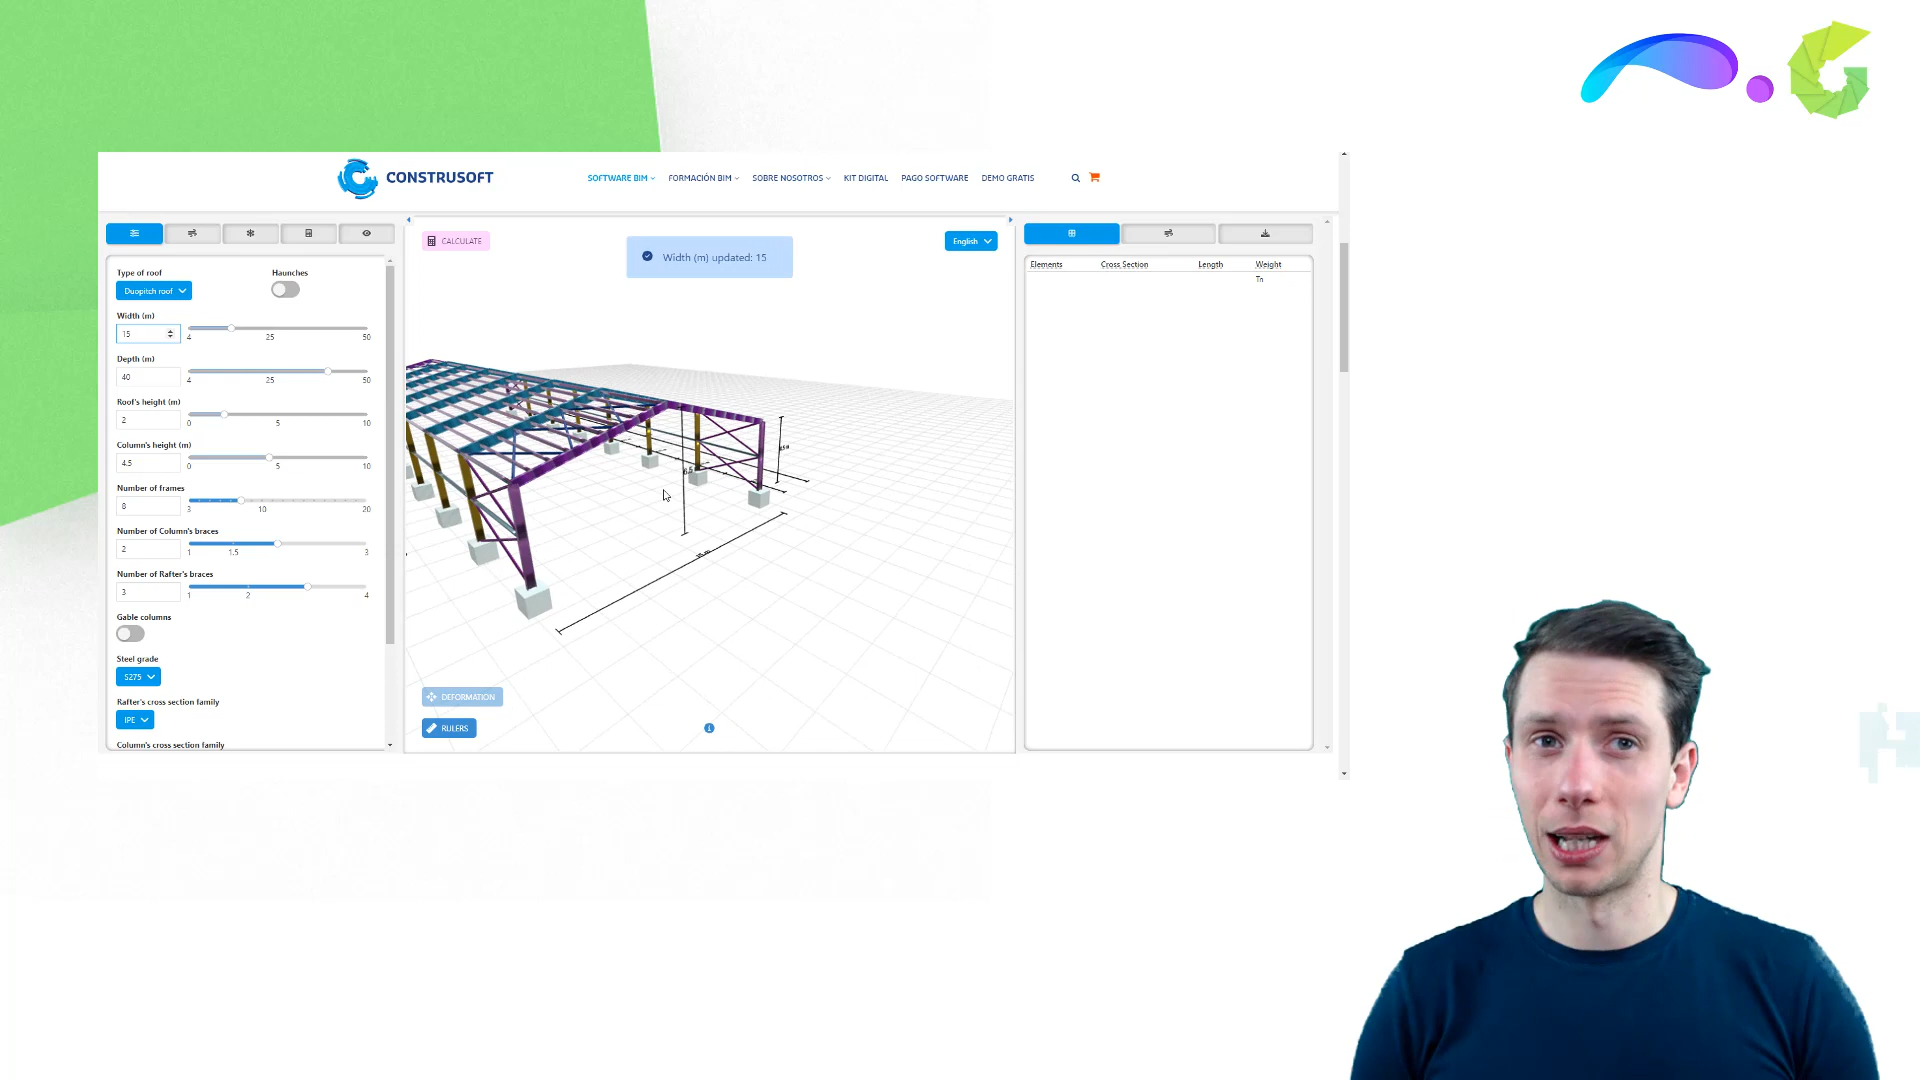 CONSTRUSOFT
SOFTWARE BIM
FORMACIÓN BIM
SOBRE NOSOTROS
KIT DIGITAL
PAGO SOFTWARE
DEMO GRATIS
Type of roof
Haunches
Duopitch roof
Width (m)
15
4 25 50
Depth (m)
40
4 25 50
Roof's height (m)
2
0 5 10
Column's height (m)
4.5
0 5 10
Number of frames
8
3 10 20
Number of Column's braces
2
1 1.5 3
Number of Rafter's braces
3
1 2 4
Gable columns
Steel grade
S275
Rafter's cross section family
IPE
Column's cross section family
CALCULATE
Width (m) updated: 15
English
6.5
DEFORMATION
RULERS
Elements Cross Section Length Weight
Tn